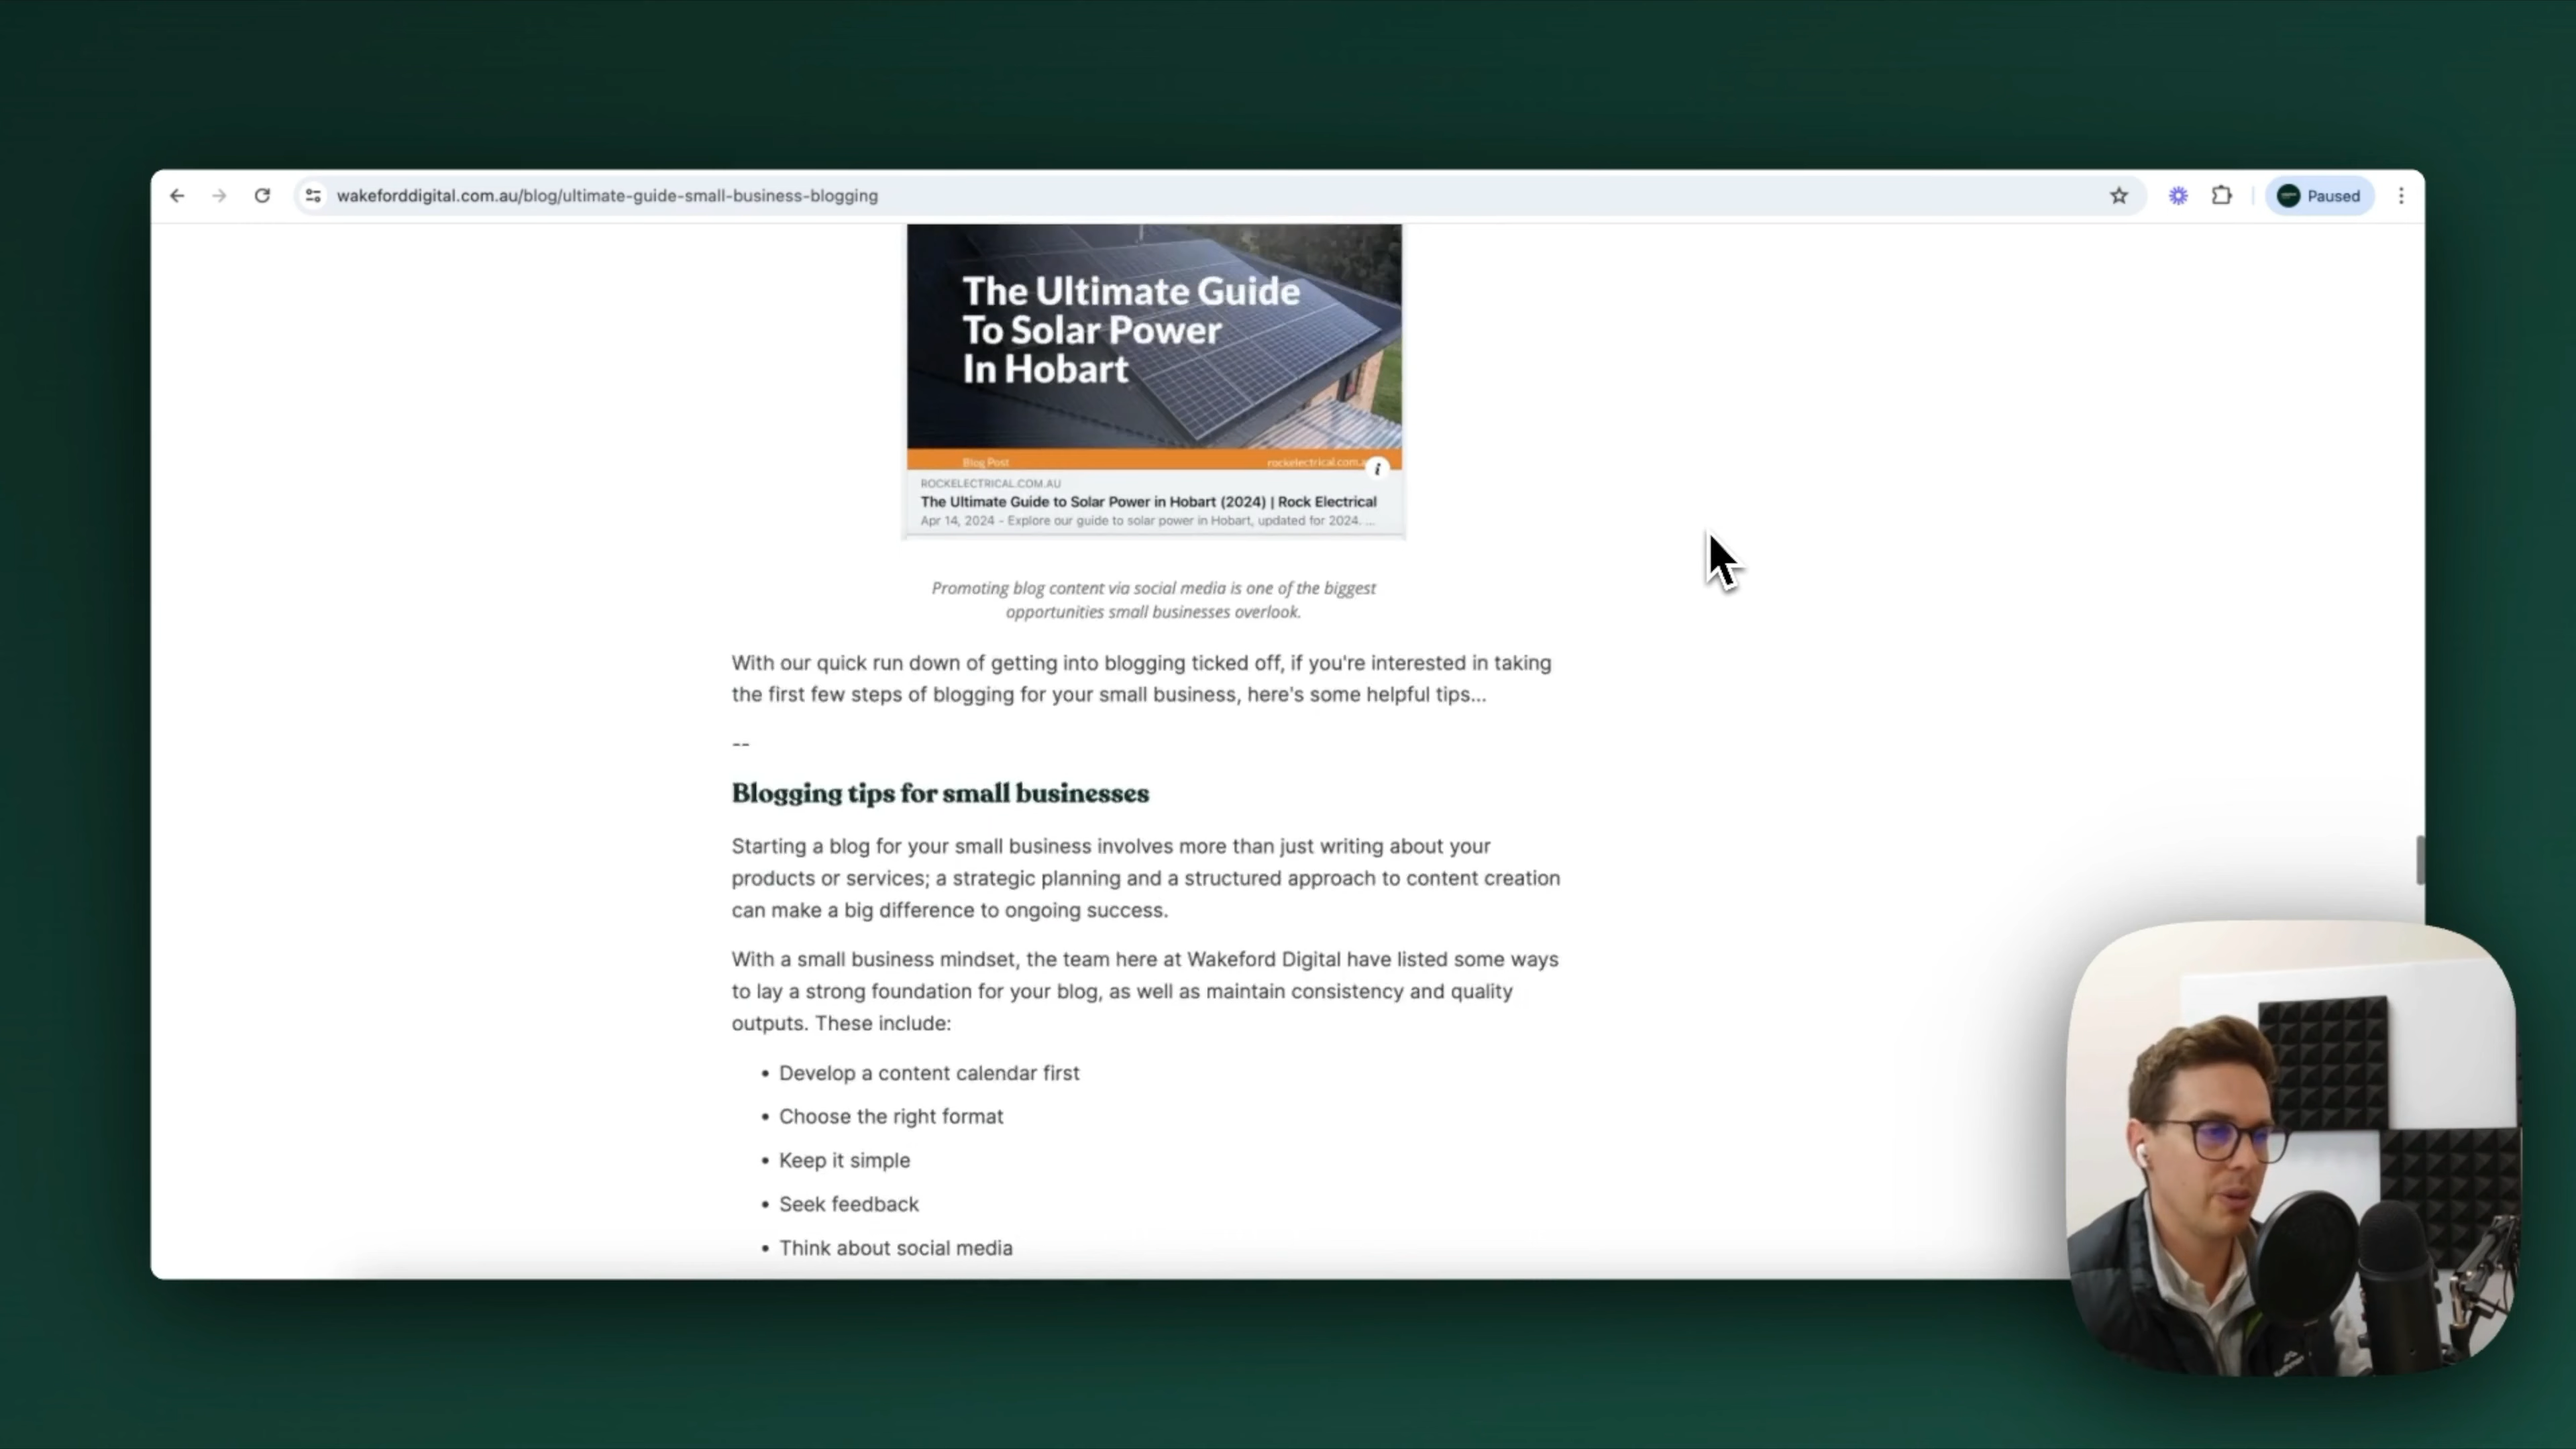 wakeforddigital.com.au/blog/ultimate-guide-small-business-blogging
Paused
The Ultimate Guide
To Solar Power
In Hobart
Blog Post
rockelectrical.com.a
i
ROCKELECTRICAL.COM.AU
The Ultimate Guide to Solar Power in Hobart (2024) | Rock Electrical
Apr 14, 2024 - Explore our guide to solar power in Hobart, updated for 2024. ...
Promoting blog content via social media is one of the biggest
opportunities small businesses overlook.
With our quick run down of getting into blogging ticked off, if you're interested in taking
the first few steps of blogging for your small business, here's some helpful tips...
--
Blogging tips for small businesses
Starting a blog for your small business involves more than just writing about your
products or services; a strategic planning and a structured approach to content creation
can make a big difference to ongoing success.
With a small business mindset, the team here at Wakeford Digital have listed some ways
to lay a strong foundation for your blog, as well as maintain consistency and quality
outputs. These include:
• Develop a content calendar first
• Choose the right format
• Keep it simple
• Seek feedback
• Think about social media